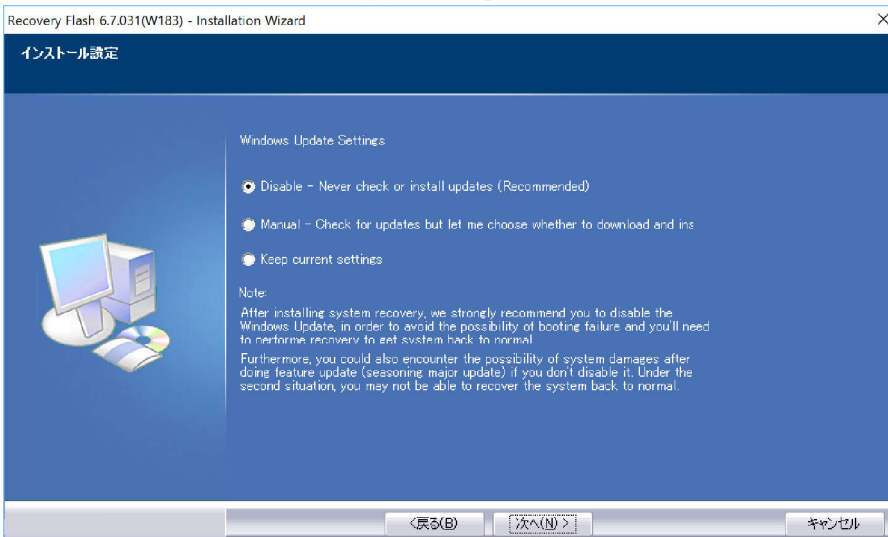 Recovery Flash 6.7.031(W183) - Installation Wizard
インストール設定
Windows Update Settings
Disable - Never check or install updates (Recommended)
Manual - Check for updates but let me choose whether to download and ins
Keep current settings
Note:
After installing system recovery, we strongly recommend you to disable the
Windows Update, in order to avoid the possibility of booting failure and you'll need
to performe recovery to get system back to normal
Furthermore, you could also encounter the possibility of system damages after
doing feature update (seasoning major update) if you don't disable it. Under the
second situation, you may not be able to recover the system back to normal.
<戻る(B)
次へ(N) >
キャンセル